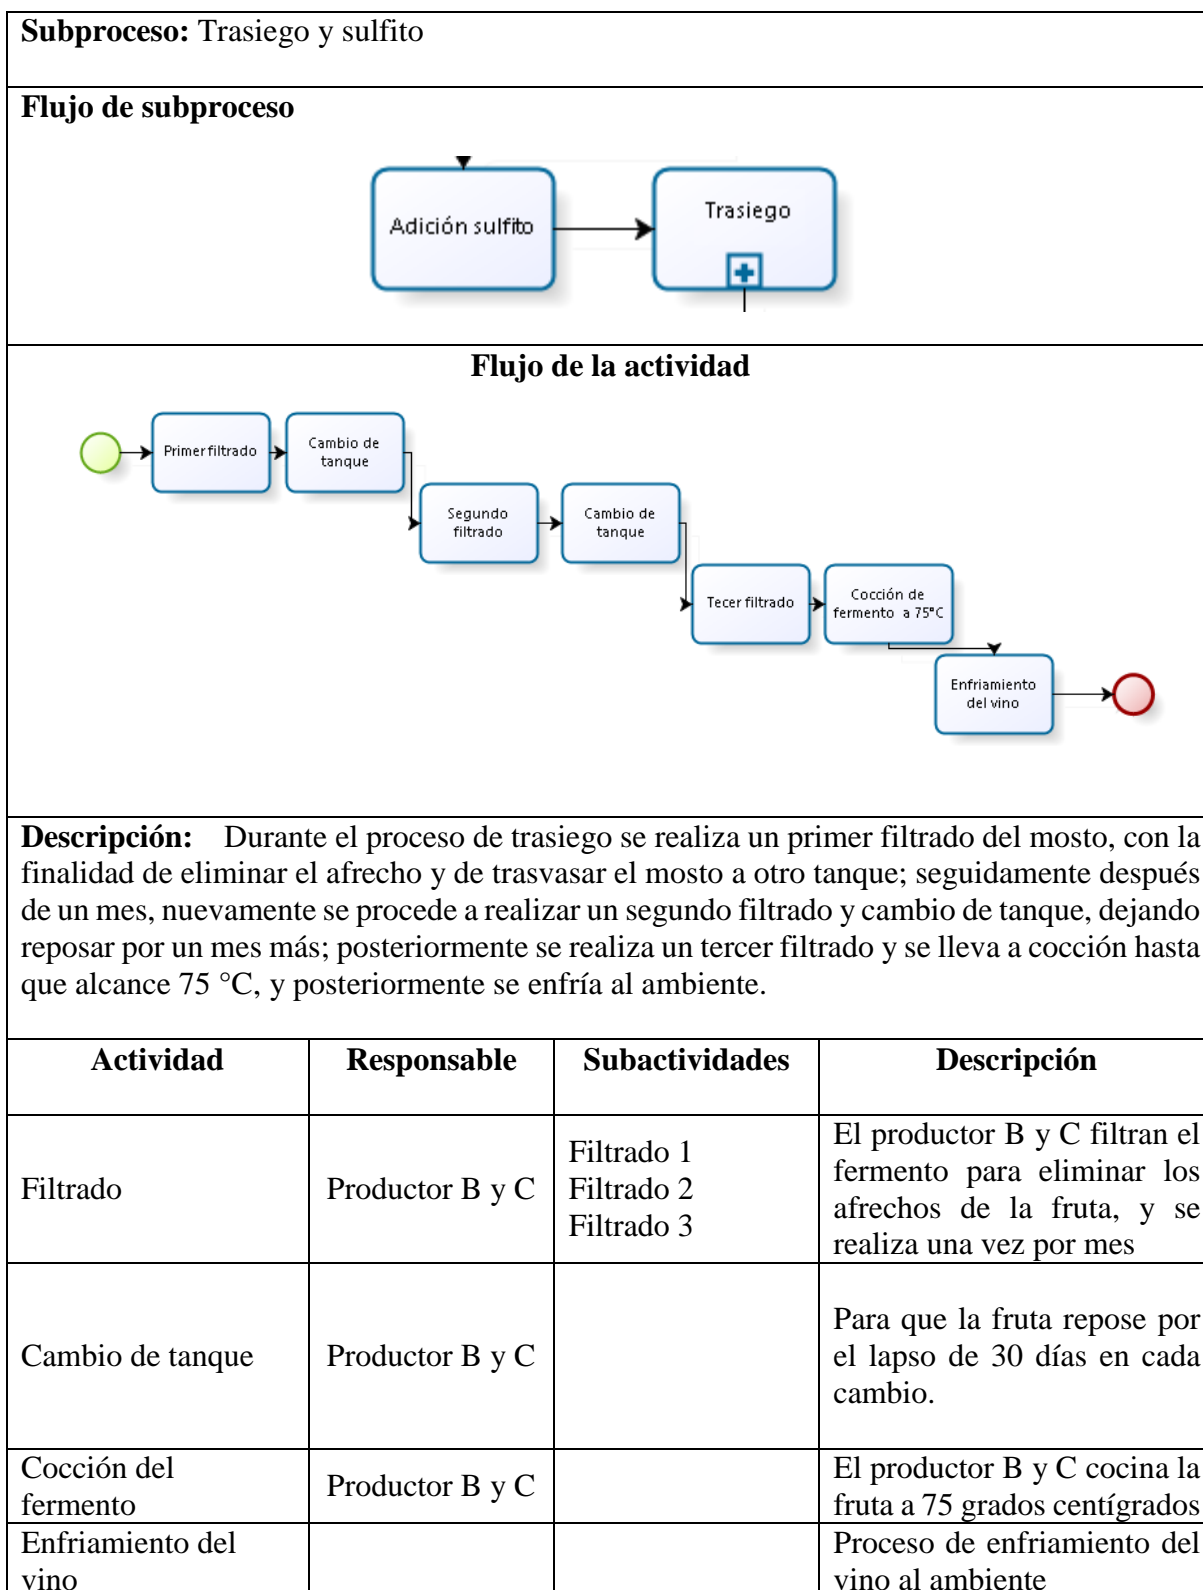 Subproceso: Trasiego y sulfito
Flujo de subproceso
Adición sulfito
Trasiego
Flujo de la actividad
Primer filtrado
Cambio de
tanque
Segundo
filtrado
Cambio de
tanque
Tecer filtrado
Cocción de
fermento a 75°C
Enfriamiento
del vino
Descripción: Durante el proceso de trasiego se realiza un primer filtrado del mosto, con la
finalidad de eliminar el afrecho y de trasvasar el mosto a otro tanque; seguidamente después
de un mes, nuevamente se procede a realizar un segundo filtrado y cambio de tanque, dejando
reposar por un mes más; posteriormente se realiza un tercer filtrado y se lleva a cocción hasta
que alcance 75 °C, y posteriormente se enfría al ambiente.
Actividad
Responsable
Subactividades
Descripción
Filtrado
Productor B y C
Filtrado 1
Filtrado 2
Filtrado 3
El productor B y C filtran el
fermento para eliminar los
afrechos de la fruta, y se
realiza una vez por mes
Cambio de tanque
Productor B y C
Para que la fruta repose por
el lapso de 30 días en cada
cambio.
Cocción del
fermento
Productor B y C
El productor B y C cocina la
fruta a 75 grados centígrados
Enfriamiento del
vino
Proceso de enfriamiento del
vino al ambiente